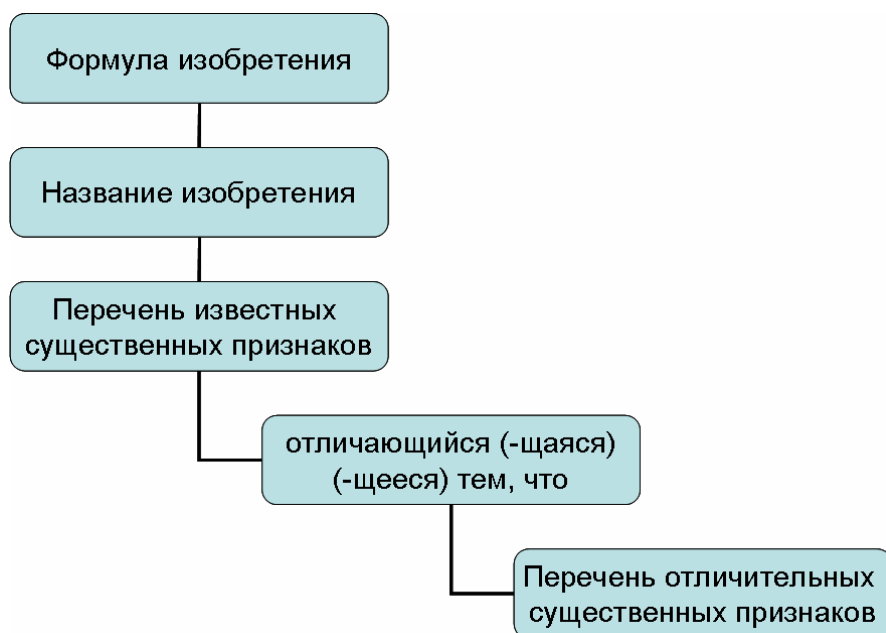 Формула изобретения
Название изобретения
Перечень известных
существенных признаков
отличающийся (-щаяся)
(-щееся) тем, что
Перечень отличительных
существенных признаков